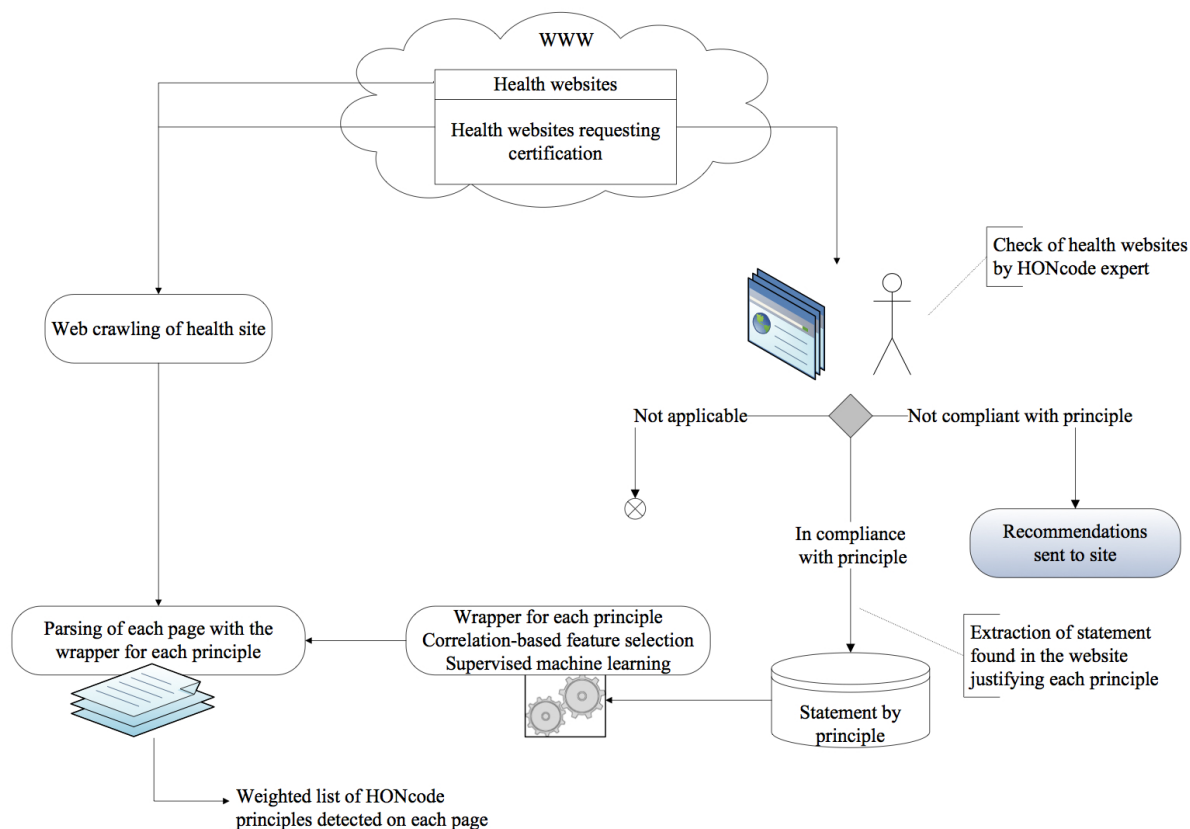 WWW
Health websites
Health websites requesting
certification
Check of health websites
by HONcode expert
Web crawling of health site
Not applicable
Not compliant with principle
In compliance
with principle
Recommendations
sent to site
Parsing of each page with the
wrapper for each principle
Wrapper for each principle
Correlation-based feature selection
Supervised machine learning
Extraction of statement
found in the website
justifying each principle
Statement by
principle
Weighted list of HONcode
principles detected on each page